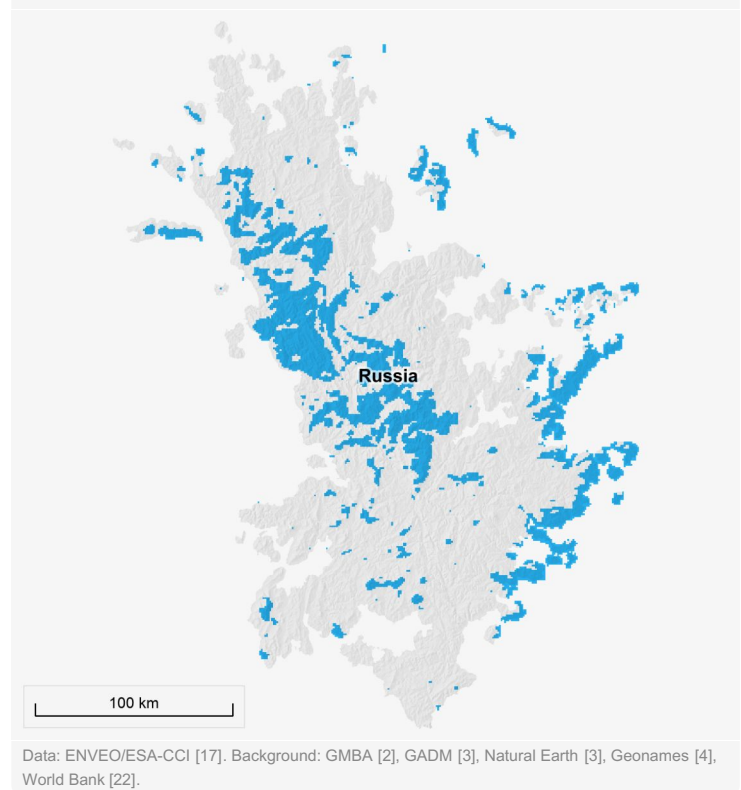 Russia
100 km
Data: ENVEO/ESA-CCI [17]. Background: GMBA [2], GADM [3], Natural Earth [3], Geonames [4],
World Bank [22].